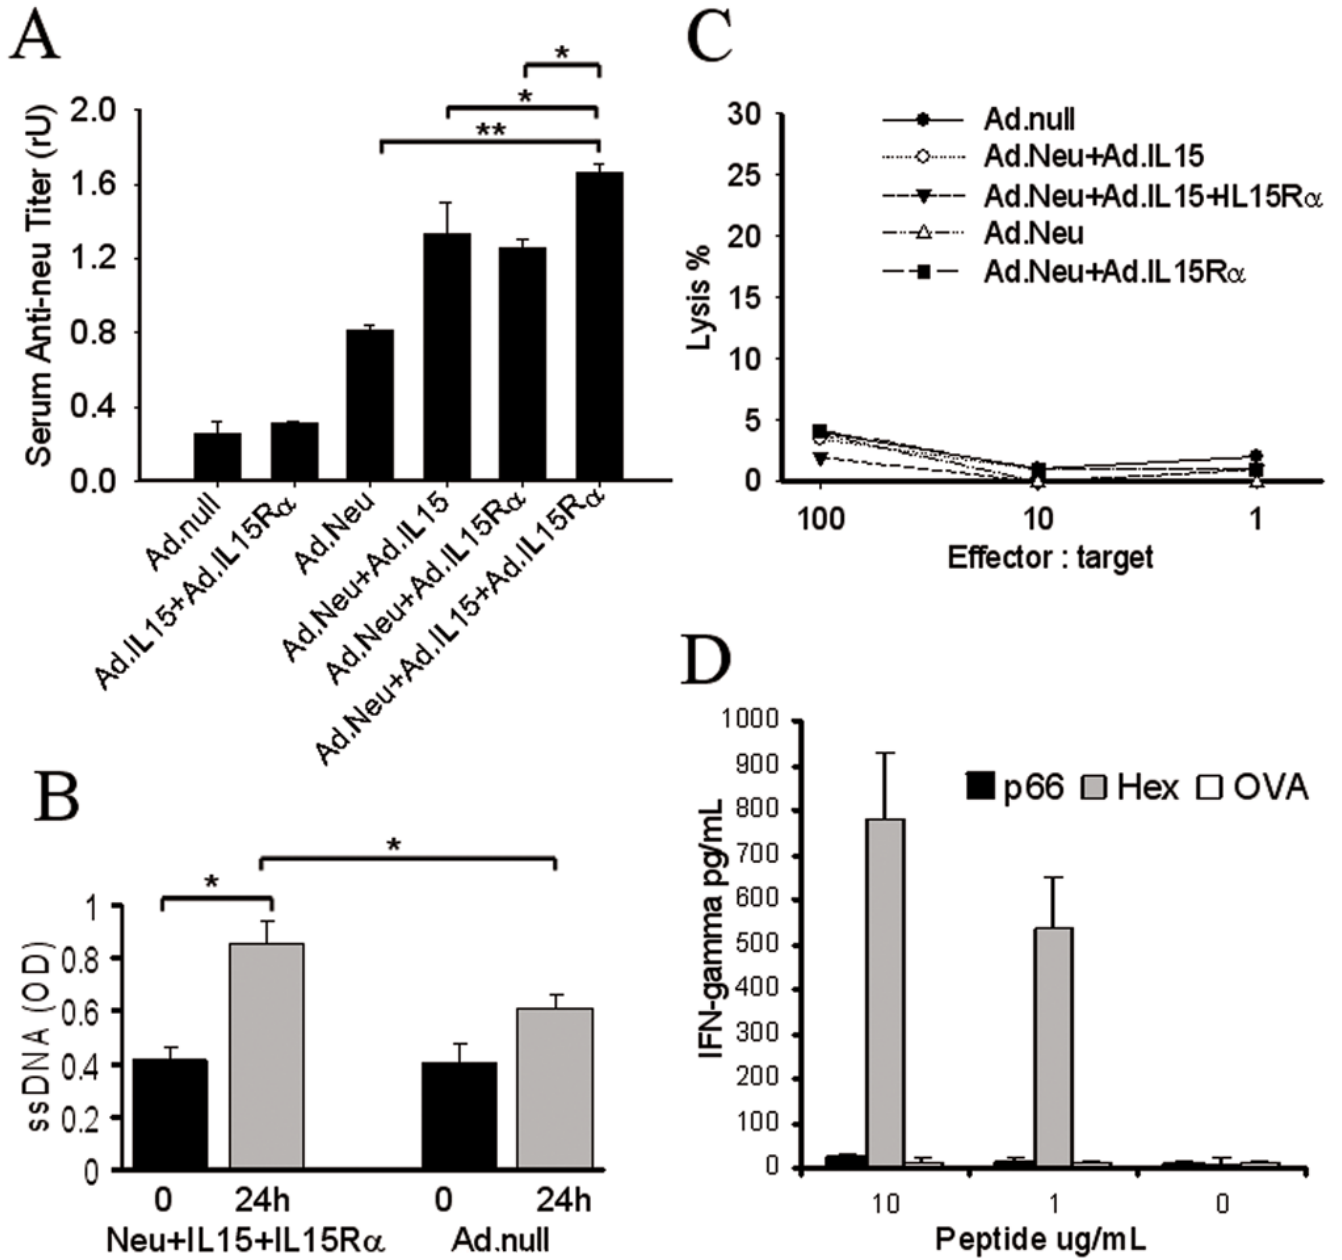 A
*
*
**
2.0
1.6
1.2
0.8
0.4
0.0
Serum Anti-neu Titer (rU)
Ad.null
Ad.IL15+Ad.IL15Rα
Ad.Neu
Ad.Neu+Ad.IL15
Ad.Neu+Ad.IL15Rα
Ad.Neu+Ad.IL15+Ad.IL15Rα
B
*
*
1
0.8
0.6
0.4
0.2
0
ssDNA (OD)
0 24h 0 24h
Neu+IL15+IL15Rα Ad.null
C
30
25
20
15
10
5
0
Lysis %
Ad.null
Ad.Neu+Ad.IL15
Ad.Neu+Ad.IL15+IL15Rα
Ad.Neu
Ad.Neu+Ad.IL15Rα
100 10 1
Effector : target
D
1000
900
800
700
600
500
400
300
200
100
0
IFN-gamma pg/mL
p66 Hex OVA
10 1 0
Peptide ug/mL